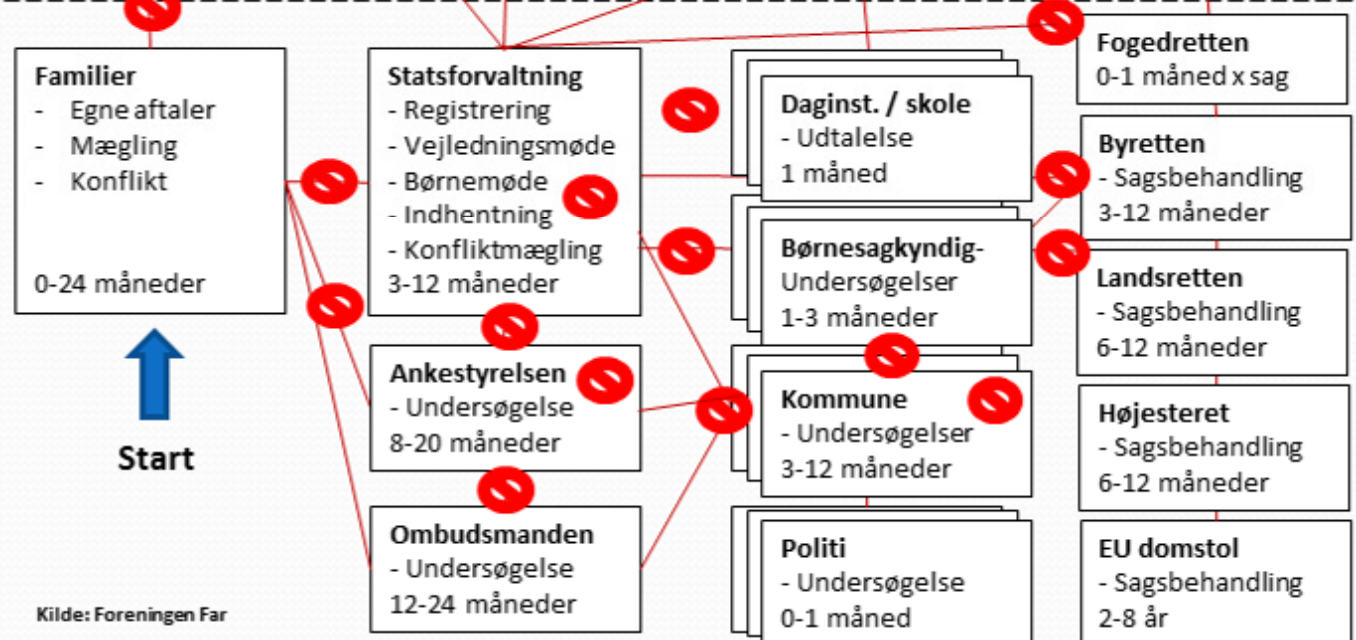 Familier
- Egne aftaler
- Mægling
- Konflikt
0-24 måneder
Start
Kilde: Foreningen Far
Statsforvaltning
- Registrering
- Vejledningsmøde
- Børnemøde
- Indhentning
- Konfliktmægling
3-12 måneder
Ankestyrelsen
- Undersøgelse
8-20 måneder
Ombudsmanden
- Undersøgelse
12-24 måneder
Daginst. / skole
- Udtalelse
1 måned
Børnesagkyndig-
Undersøgelser
1-3 måneder
Kommune
- Undersøgelser
3-12 måneder
Politi
- Undersøgelse
0-1 måned
Fogedretten
0-1 måned x sag
Byretten
- Sagsbehandling
3-12 måneder
Landsretten
- Sagsbehandling
6-12 måneder
Højesteret
- Sagsbehandling
6-12 måneder
EU domstol
- Sagsbehandling
2-8 år